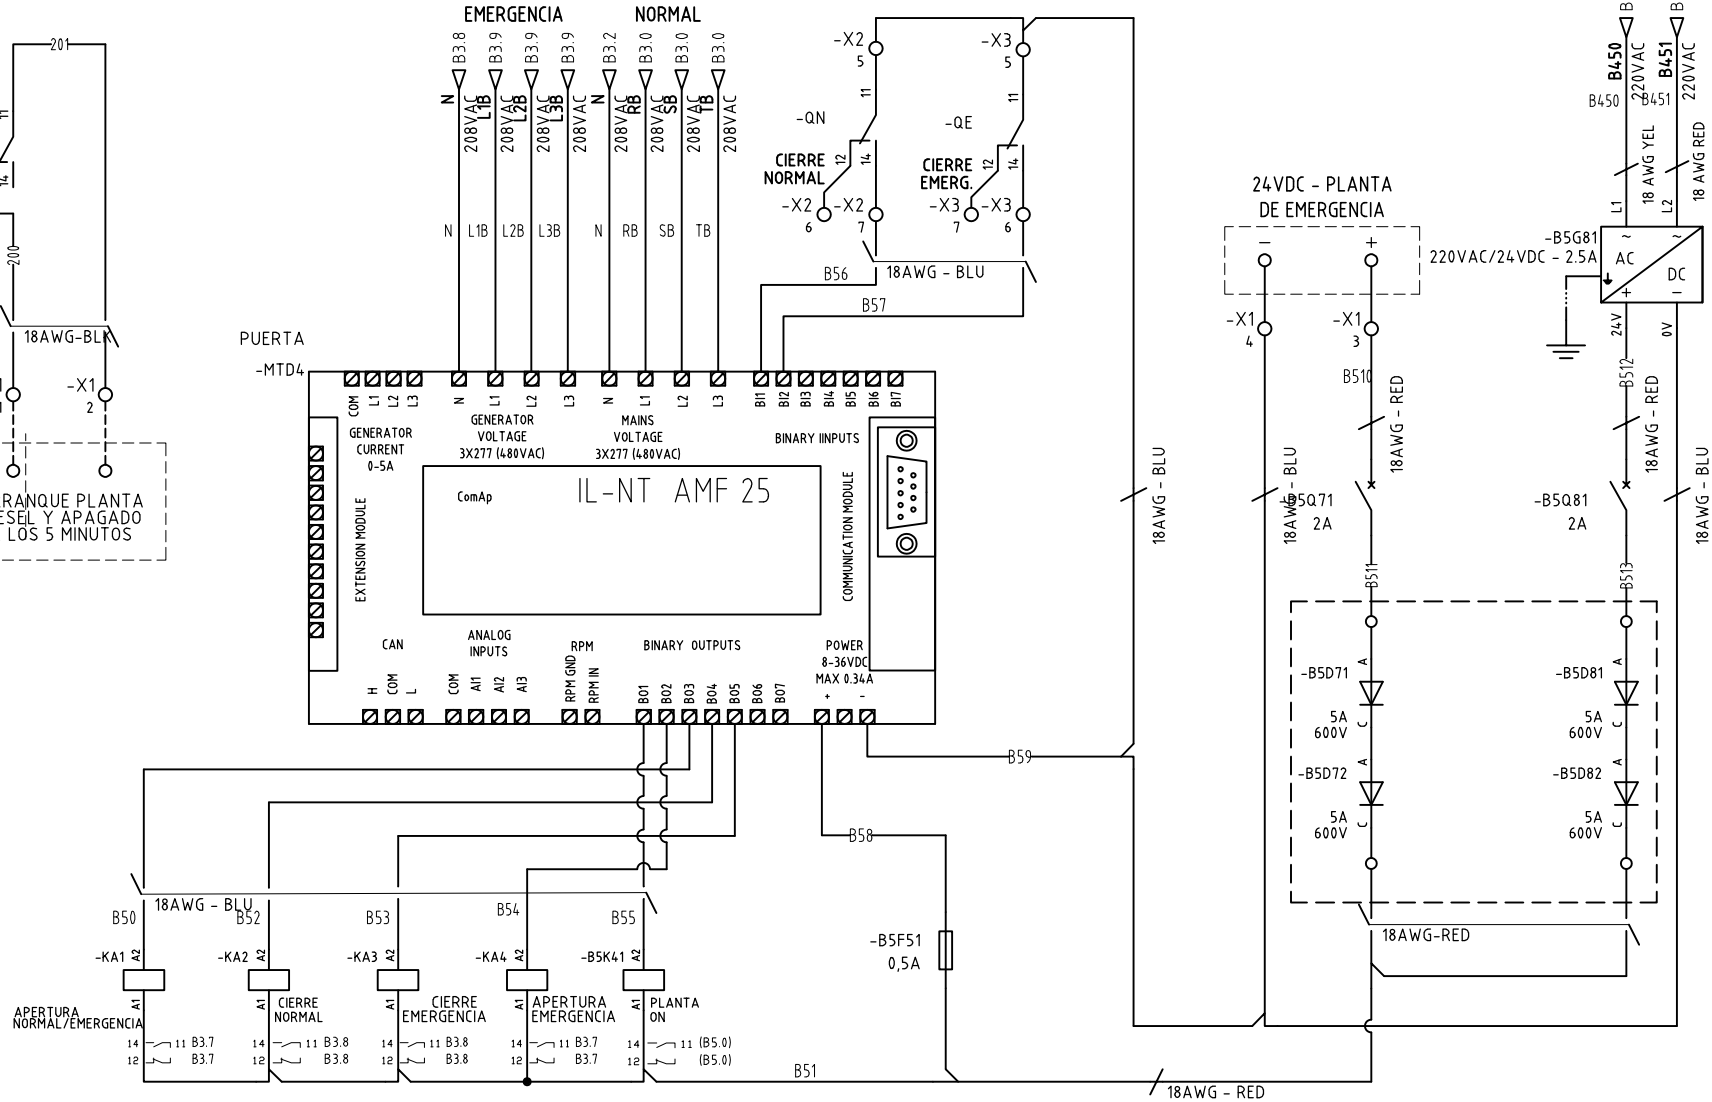 EMERGENCIA
NORMAL
201
11
14
200
18AWG-BLK
-X1
2
RRANQUE PLANTA
ESEL Y APAGADO
LOS 5 MINUTOS
B3.8
B3.9
B3.9
B3.9
B3.2
B3.0
B3.0
B3.0
N
L1B
L2B
L3B
N
RB
SB
TB
208VAC
208VAC
208VAC
208VAC
208VAC
208VAC
208VAC
208VAC
N
L1B
L2B
L3B
N
RB
SB
TB
-X2
5
-X3
5
11
11
-QN
-QE
12
14
12
14
CIERRE
NORMAL
CIERRE
EMERG.
-X2
6
-X2
7
-X3
7
-X3
6
18AWG - BLU
B56
B57
PUERTA
-MTD4
COM
L1
L2
L3
N
L1
L2
L3
N
L1
L2
L3
BI1
BI2
BI3
BI4
BI5
BI6
BI7
GENERATOR
CURRENT
0-5A
GENERATOR
VOLTAGE
3X277 (480VAC)
MAINS
VOLTAGE
3X277 (480VAC)
BINARY IINPUTS
ComAp
IL-NT AMF 25
EXTENSION MODULE
COMMUNICATION MODULE
CAN
ANALOG
INPUTS
RPM
BINARY OUTPUTS
POWER
8-36VDC
MAX 0.34A
+
-
H
COM
L
COM
AI1
AI2
AI3
RPM GND
RPM IN
BO1
BO2
BO3
BO4
BO5
BO6
BO7
B59
B58
18AWG - BLU
18AWG - BLU
B50
B52
B53
B54
B55
-KA1
A2
-KA2
A2
-KA3
A2
-KA4
A2
-B5K41
A2
A1
A1
A1
A1
A1
APERTURA
NORMAL/EMERGENCIA
CIERRE
NORMAL
CIERRE
EMERGENCIA
APERTURA
EMERGENCIA
PLANTA
ON
14
11 B3.7
12
B3.7
14
11 B3.8
12
B3.8
14
11 B3.8
12
B3.8
14
11 B3.7
12
B3.7
14
11 (B5.0)
12
(B5.0)
B51
-B5F51
0,5A
18AWG - RED
24VDC - PLANTA
DE EMERGENCIA
-
+
-X1
4
-X1
3
B510
18AWG - RED
18AWG - BLU
-B5Q71
2A
B511
B
B
B450
B451
220VAC
220VAC
B450
B451
18 AWG YEL
18 AWG RED
L1
L2
-B5G81
220VAC/24VDC - 2.5A
~
~
AC
DC
+
-
24V
0V
B512
18AWG - RED
-B5Q81
2A
18AWG - BLU
B513
-B5D71
A
5A
600V
C
-B5D81
A
5A
600V
C
-B5D72
A
5A
600V
C
-B5D82
A
5A
600V
C
18AWG-RED